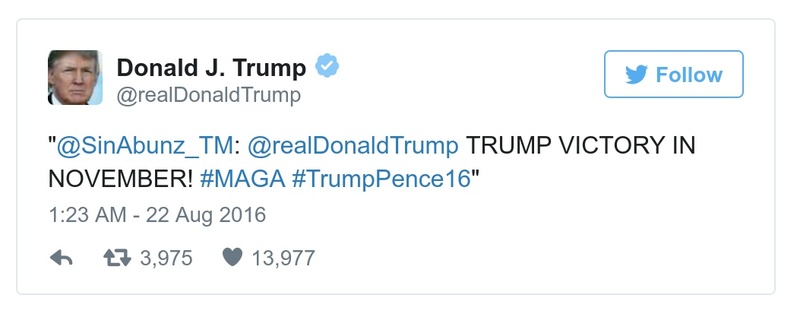 Donald J. Trump
@realDonaldTrump
Follow
"@SinAbunz_TM: @realDonaldTrump TRUMP VICTORY IN
NOVEMBER! #MAGA #TrumpPence16"
1:23 AM - 22 Aug 2016
3,975 13,977